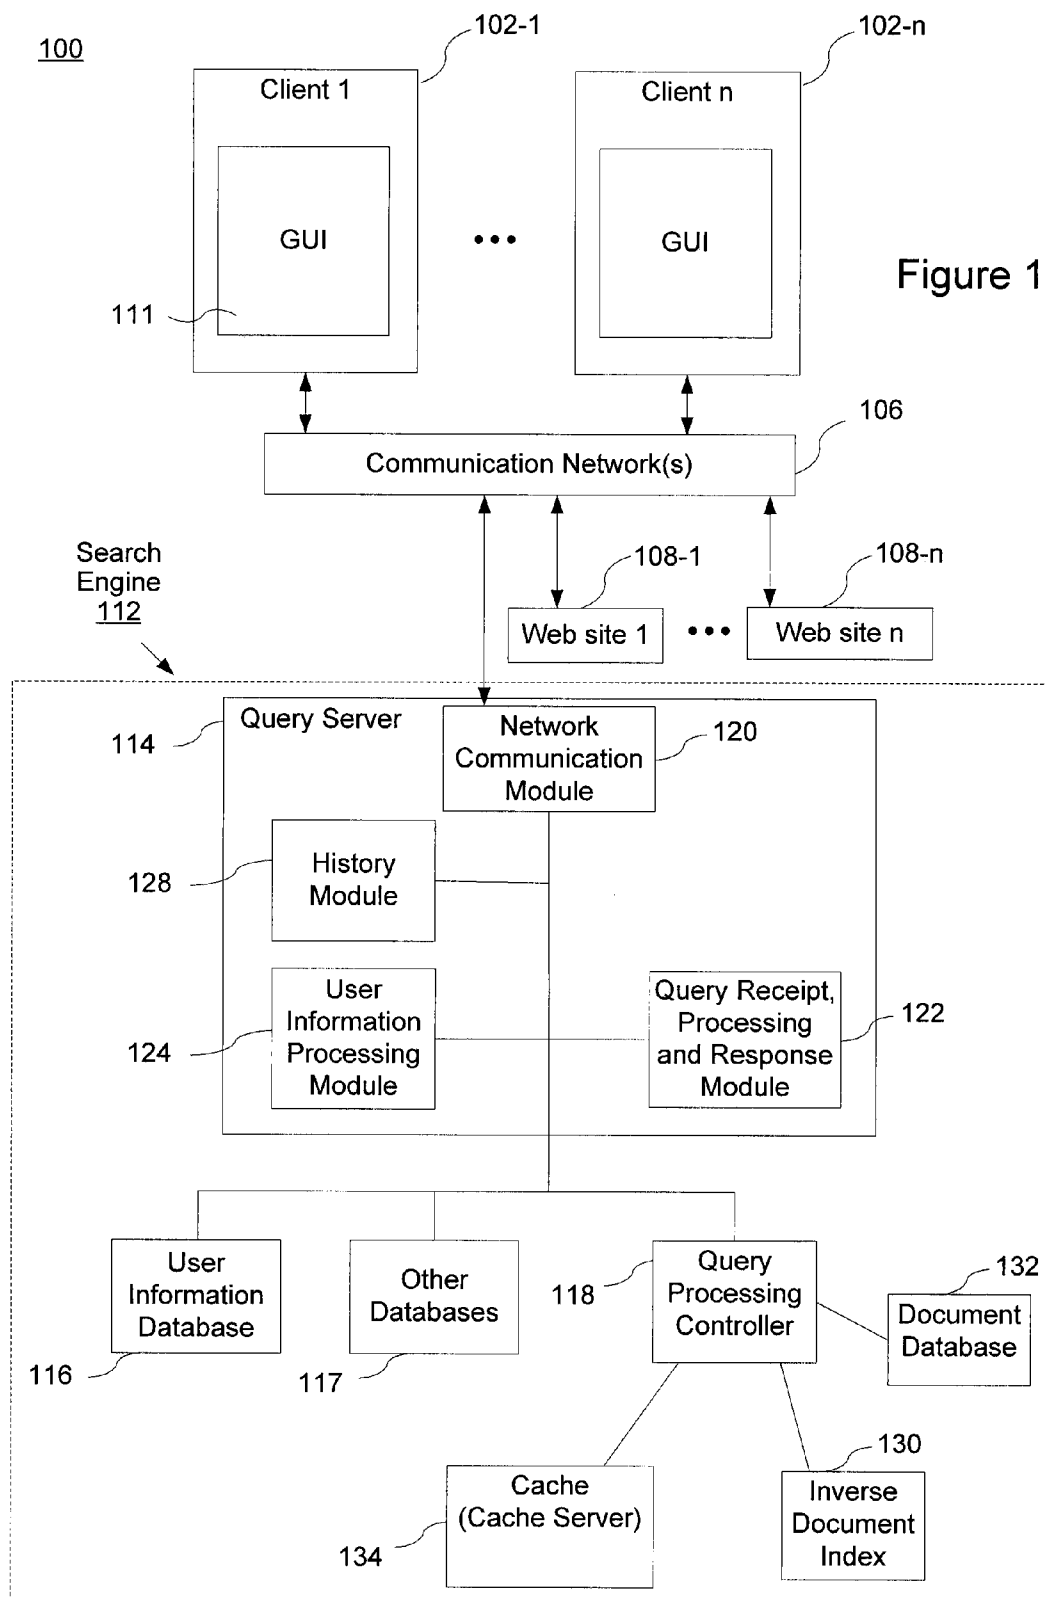 100
102-1
102-n
Client 1
Client n
GUI
GUI
111
Figure 1
106
Communication Network(s)
Search
Engine
112
108-1
108-n
Web site 1
Web site n
Query Server
114
Network
Communication
Module
120
History
Module
128
User
Information
Processing
Module
124
Query Receipt,
Processing
and Response
Module
122
User
Information
Database
116
Other
Databases
117
Query
Processing
Controller
118
132
Document
Database
130
Cache
(Cache Server)
134
Inverse
Document
Index